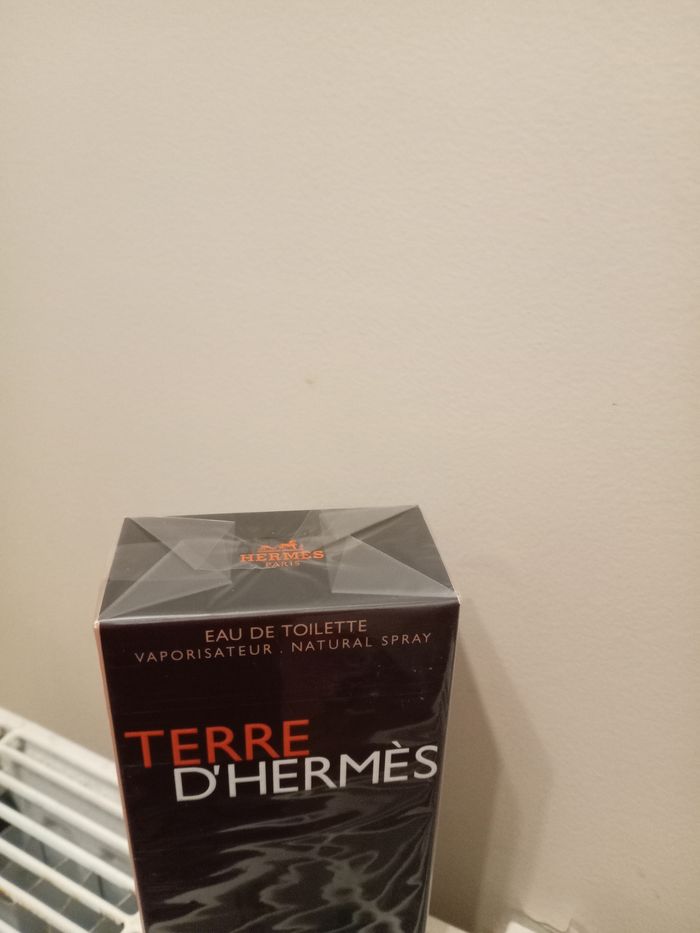 HERMÈS
PARIS
EAU DE TOILETTE
VAPORISATEUR . NATURAL SPRAY
TERRE
D'HERMÈS